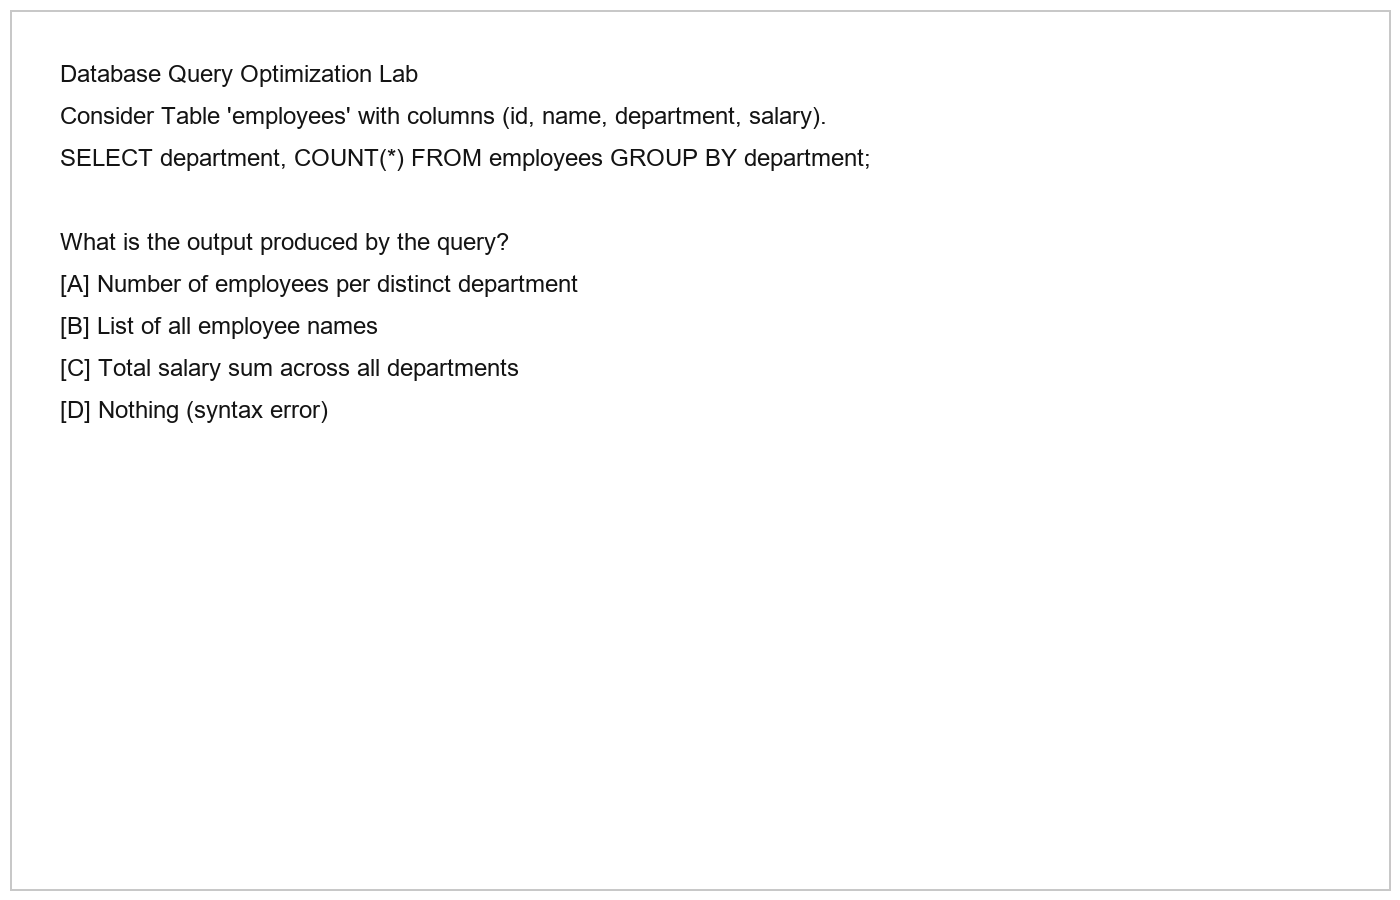 Database Query Optimization Lab
Consider Table 'employees' with columns (id, name, department, salary).
SELECT department, COUNT(*) FROM employees GROUP BY department;
What is the output produced by the query?
[A] Number of employees per distinct department
[B] List of all employee names
[C] Total salary sum across all departments
[D] Nothing (syntax error)